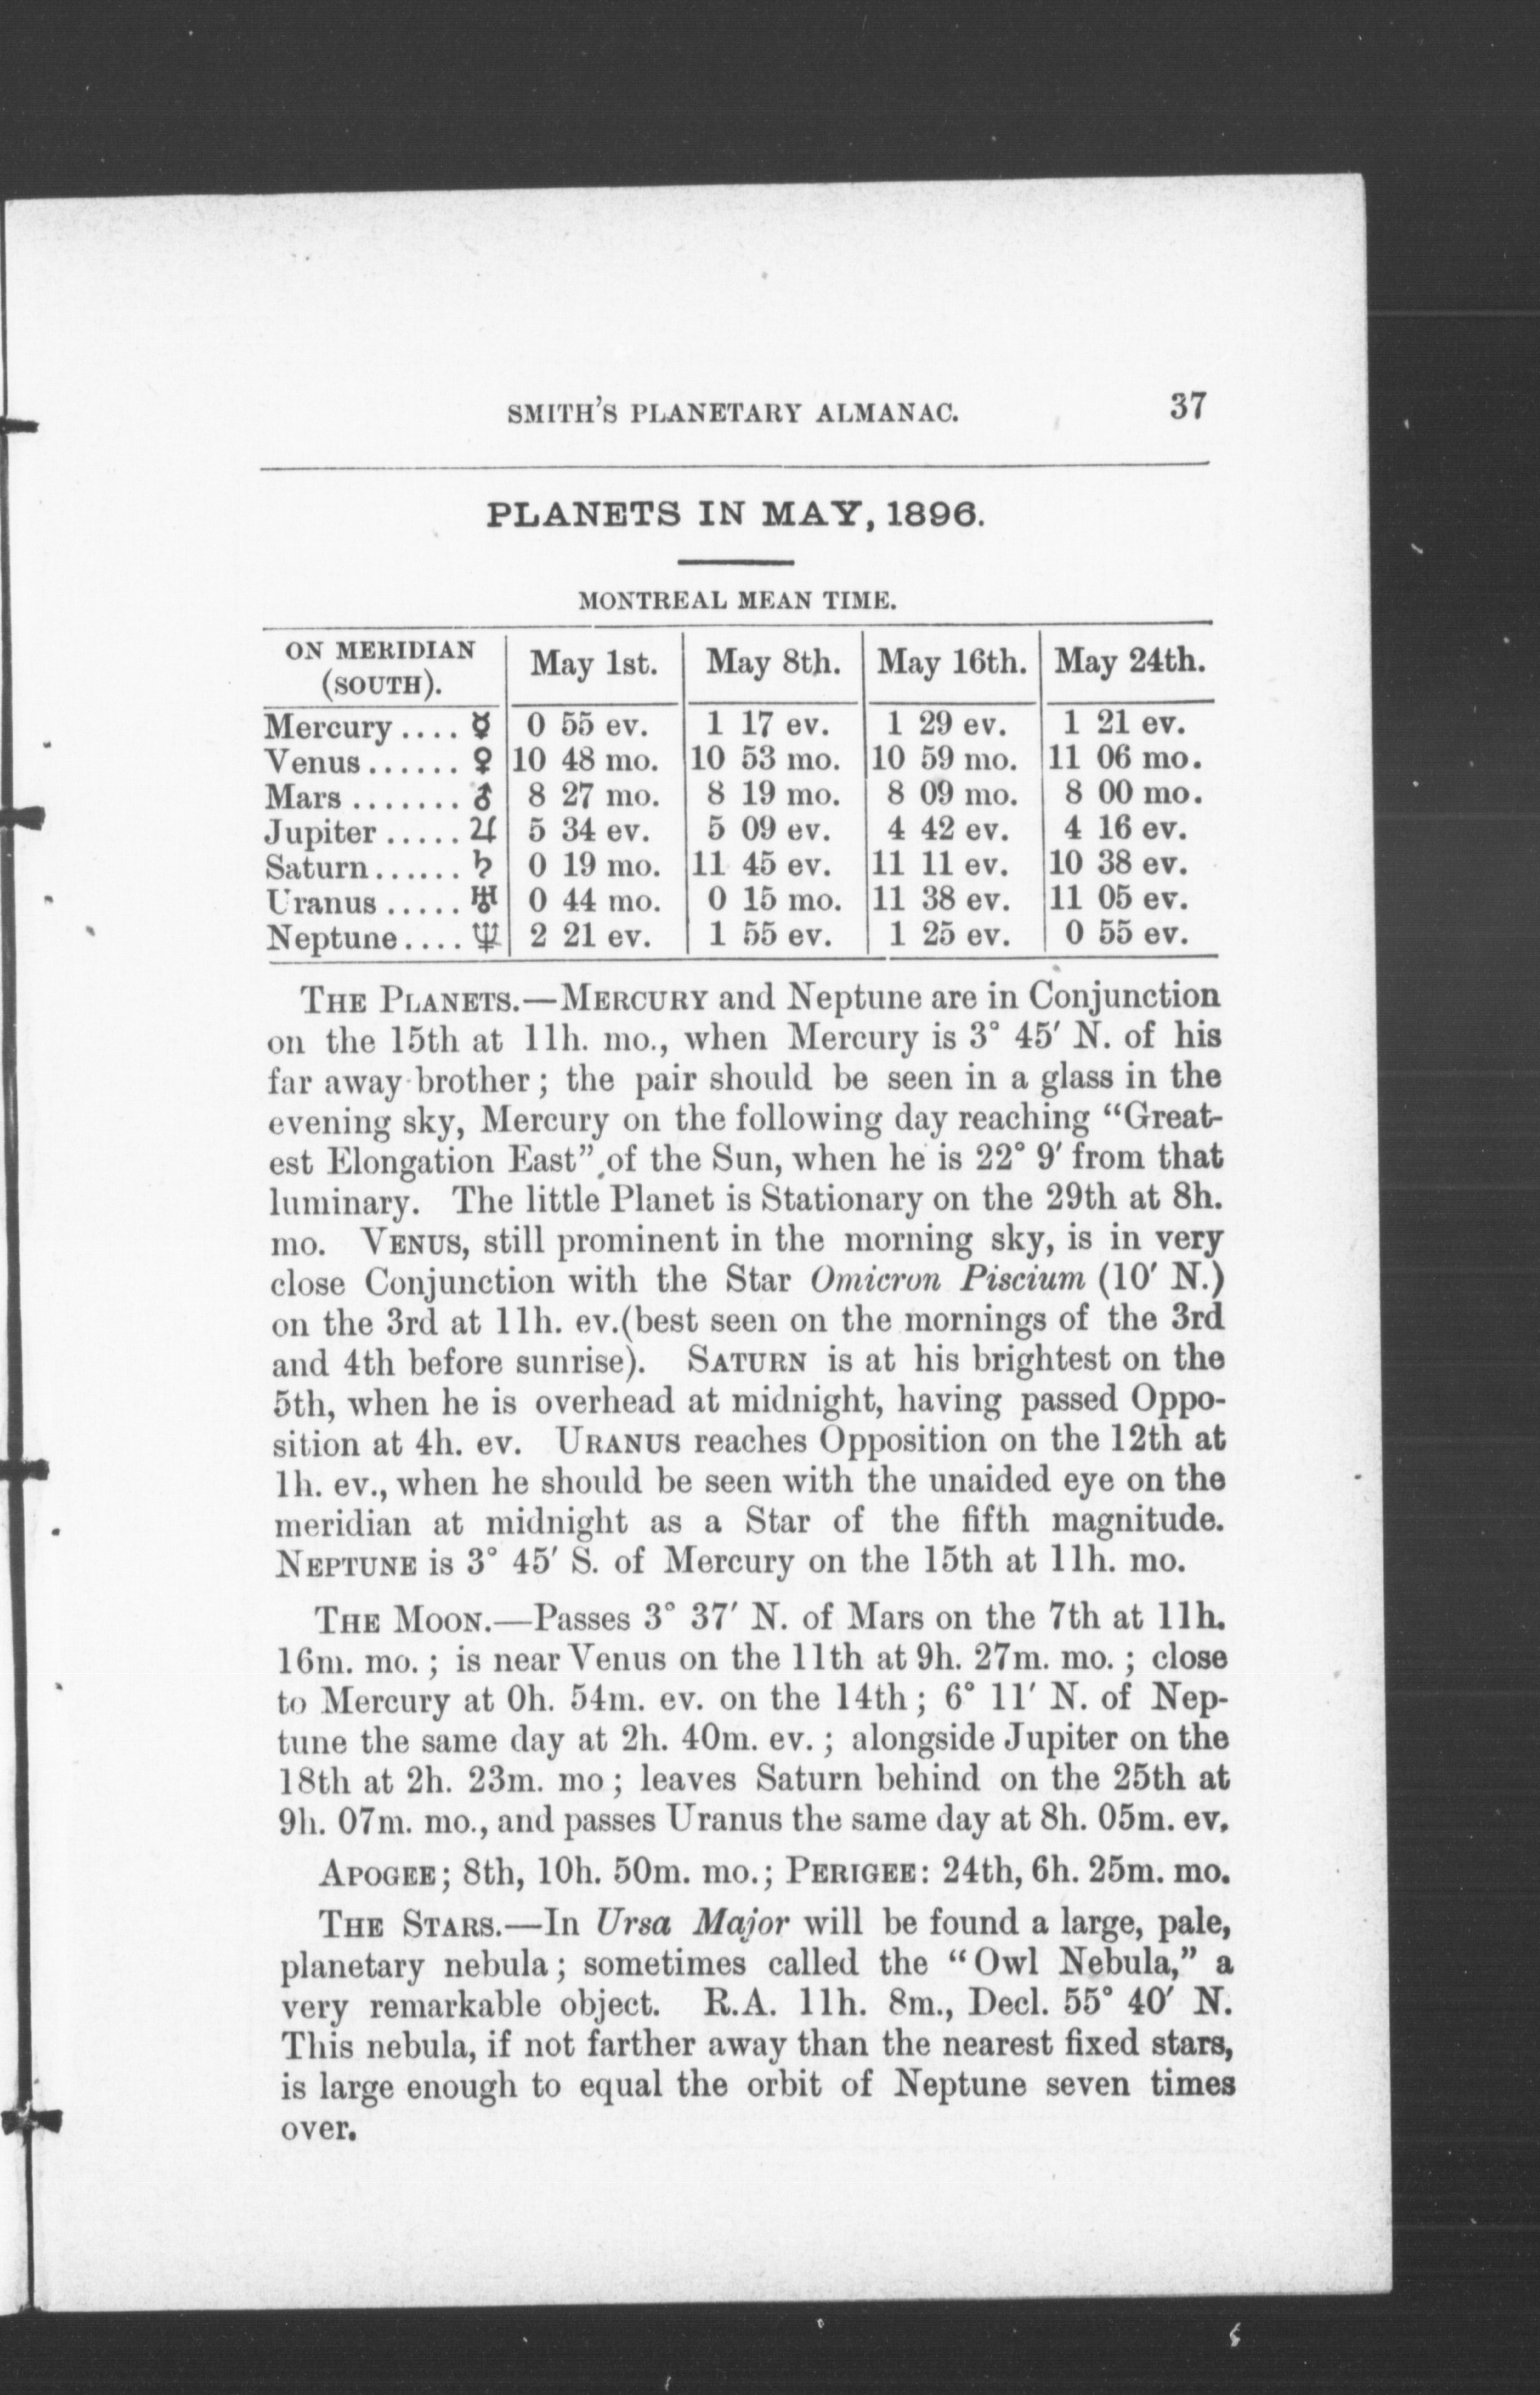 SMITH'S PLANETARY ALMANAC. 37
PLANETS IN MAY, 1896.
MONTREAL MEAN TIME.
ON MERIDIAN (SOUTH). May 1st. May 8th. May 16th. May 24th.
Mercury .... ☿ 0 55 ev. 1 17 ev. 1 29 ev. 1 21 ev.
Venus ...... ♀ 10 48 mo. 10 53 mo. 10 59 mo. 11 06 mo.
Mars ....... ♂ 8 27 mo. 8 19 mo. 8 09 mo. 8 00 mo.
Jupiter ..... ♃ 5 34 ev. 5 09 ev. 4 42 ev. 4 16 ev.
Saturn ...... ♄ 0 19 mo. 11 45 ev. 11 11 ev. 10 38 ev.
Uranus ..... ♅ 0 44 mo. 0 15 mo. 11 38 ev. 11 05 ev.
Neptune .... ♆ 2 21 ev. 1 55 ev. 1 25 ev. 0 55 ev.
THE PLANETS.—MERCURY and Neptune are in Conjunction
on the 15th at 11h. mo., when Mercury is 3° 45′ N. of his
far away brother; the pair should be seen in a glass in the
evening sky, Mercury on the following day reaching "Great-
est Elongation East" of the Sun, when he is 22° 9′ from that
luminary. The little Planet is Stationary on the 29th at 8h.
mo. VENUS, still prominent in the morning sky, is in very
close Conjunction with the Star Omicron Piscium (10′ N.)
on the 3rd at 11h. ev.(best seen on the mornings of the 3rd
and 4th before sunrise). SATURN is at his brightest on the
5th, when he is overhead at midnight, having passed Oppo-
sition at 4h. ev. URANUS reaches Opposition on the 12th at
1h. ev., when he should be seen with the unaided eye on the
meridian at midnight as a Star of the fifth magnitude.
NEPTUNE is 3° 45′ S. of Mercury on the 15th at 11h. mo.
THE MOON.—Passes 3° 37′ N. of Mars on the 7th at 11h.
16m. mo.; is near Venus on the 11th at 9h. 27m. mo.; close
to Mercury at 0h. 54m. ev. on the 14th; 6° 11′ N. of Nep-
tune the same day at 2h. 40m. ev.; alongside Jupiter on the
18th at 2h. 23m. mo; leaves Saturn behind on the 25th at
9h. 07m. mo., and passes Uranus the same day at 8h. 05m. ev.
APOGEE; 8th, 10h. 50m. mo.; PERIGEE: 24th, 6h. 25m. mo.
THE STARS.—In Ursa Major will be found a large, pale,
planetary nebula; sometimes called the "Owl Nebula," a
very remarkable object. R.A. 11h. 8m., Decl. 55° 40′ N.
This nebula, if not farther away than the nearest fixed stars,
is large enough to equal the orbit of Neptune seven times
over.